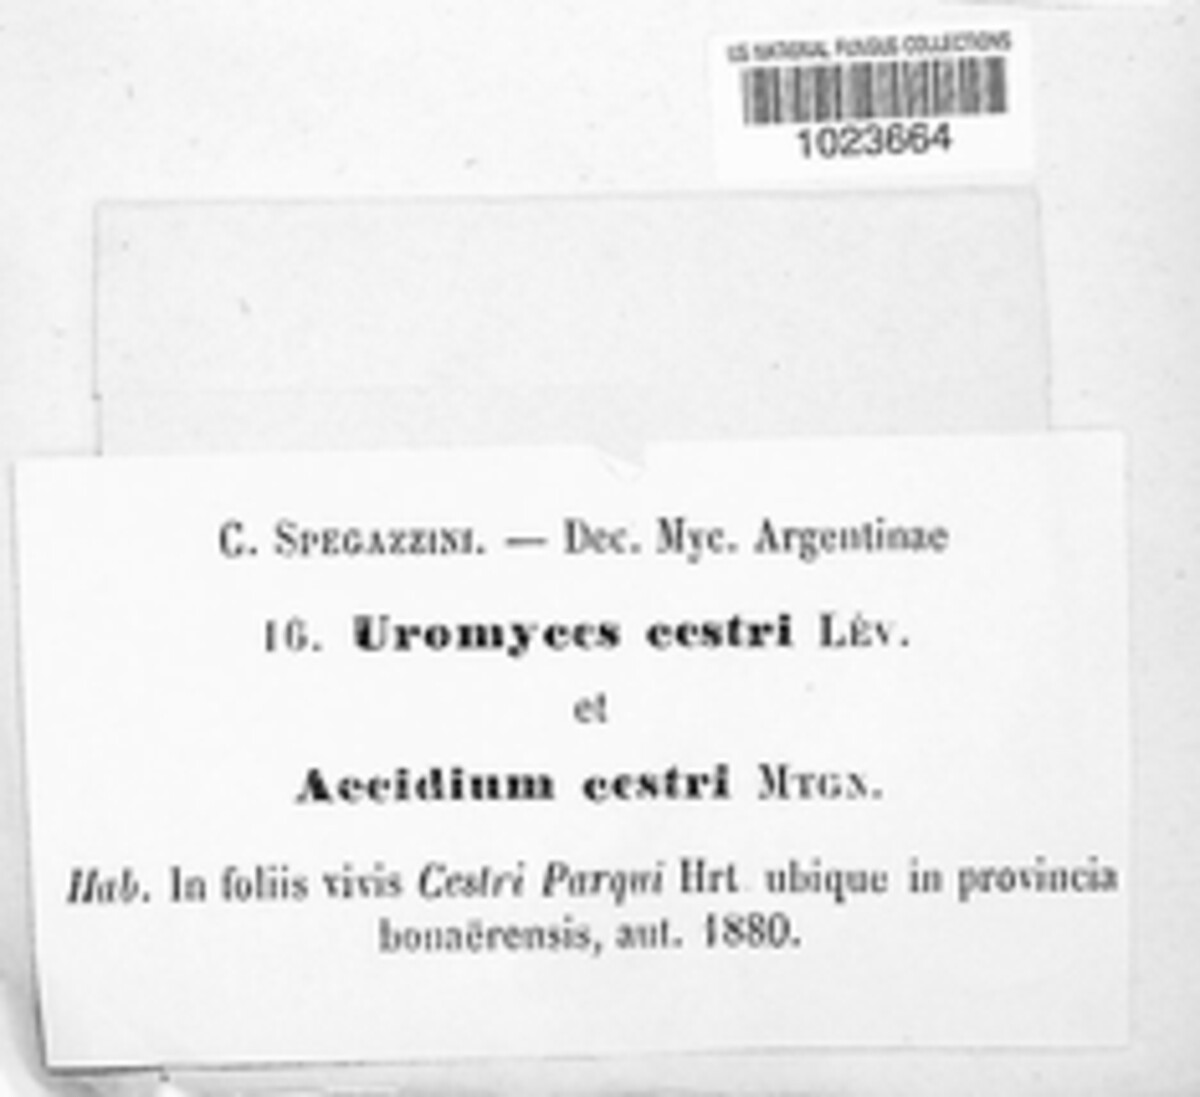 US NATIONAL FUNGUS COLLECTIONS
1023664
C. SPEGAZZINI. — Dec. Myc. Argentinae
16. Uromyces cestri LÉV.
et
Aecidium cestri MTGN.
Hab. In foliis vivis Cestri Parqui Hrt. ubique in provincia
bonaërensis, aut. 1880.